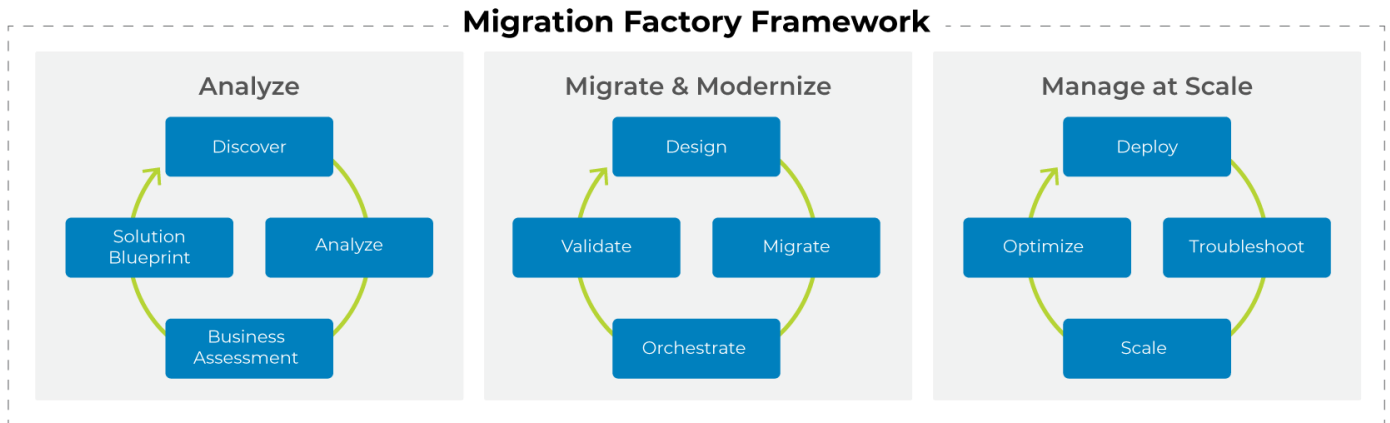 Migration Factory Framework
Analyze
Discover
Solution
Blueprint
Analyze
Business
Assessment
Migrate & Modernize
Design
Validate
Migrate
Orchestrate
Manage at Scale
Deploy
Optimize
Troubleshoot
Scale